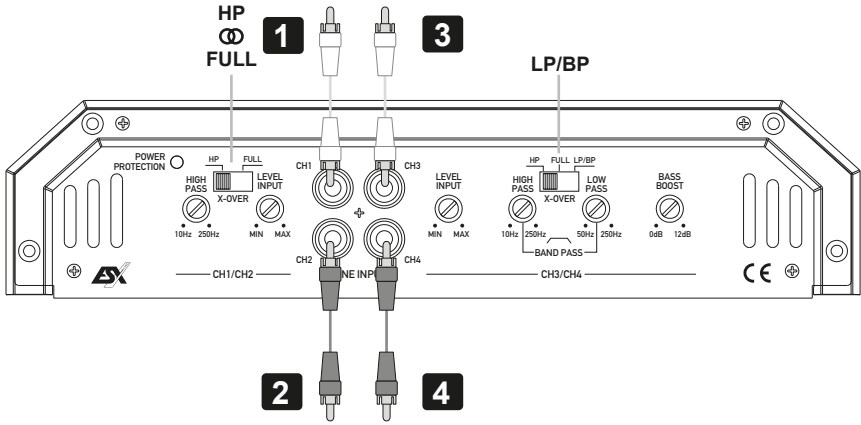 HP
FULL
1
3
LP/BP
POWER
PROTECTION
HP
FULL
X-OVER
HIGH
PASS
10Hz 250Hz
LEVEL
INPUT
MIN MAX
CH1
CH3
CH2
CH4
LEVEL
INPUT
MIN MAX
HP FULL LP/BP
X-OVER
HIGH
PASS
10Hz 250Hz
LOW
PASS
50Hz 250Hz
BAND PASS
BASS
BOOST
0dB 12dB
ESX
CH1/CH2
NE INPU
CH3/CH4
CE
2
4